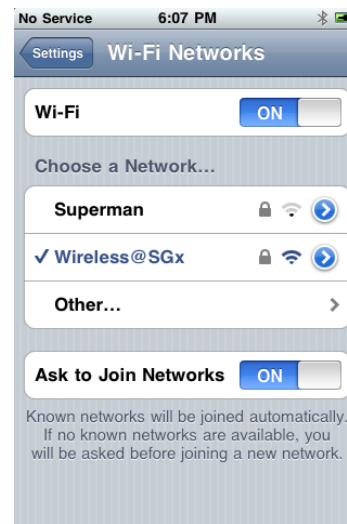 No Service 6:07 PM
Settings Wi-Fi Networks
Wi-Fi ON
Choose a Network...
Superman
✓ Wireless@SGx
Other...
Ask to Join Networks ON
Known networks will be joined automatically.
If no known networks are available, you
will be asked before joining a new network.